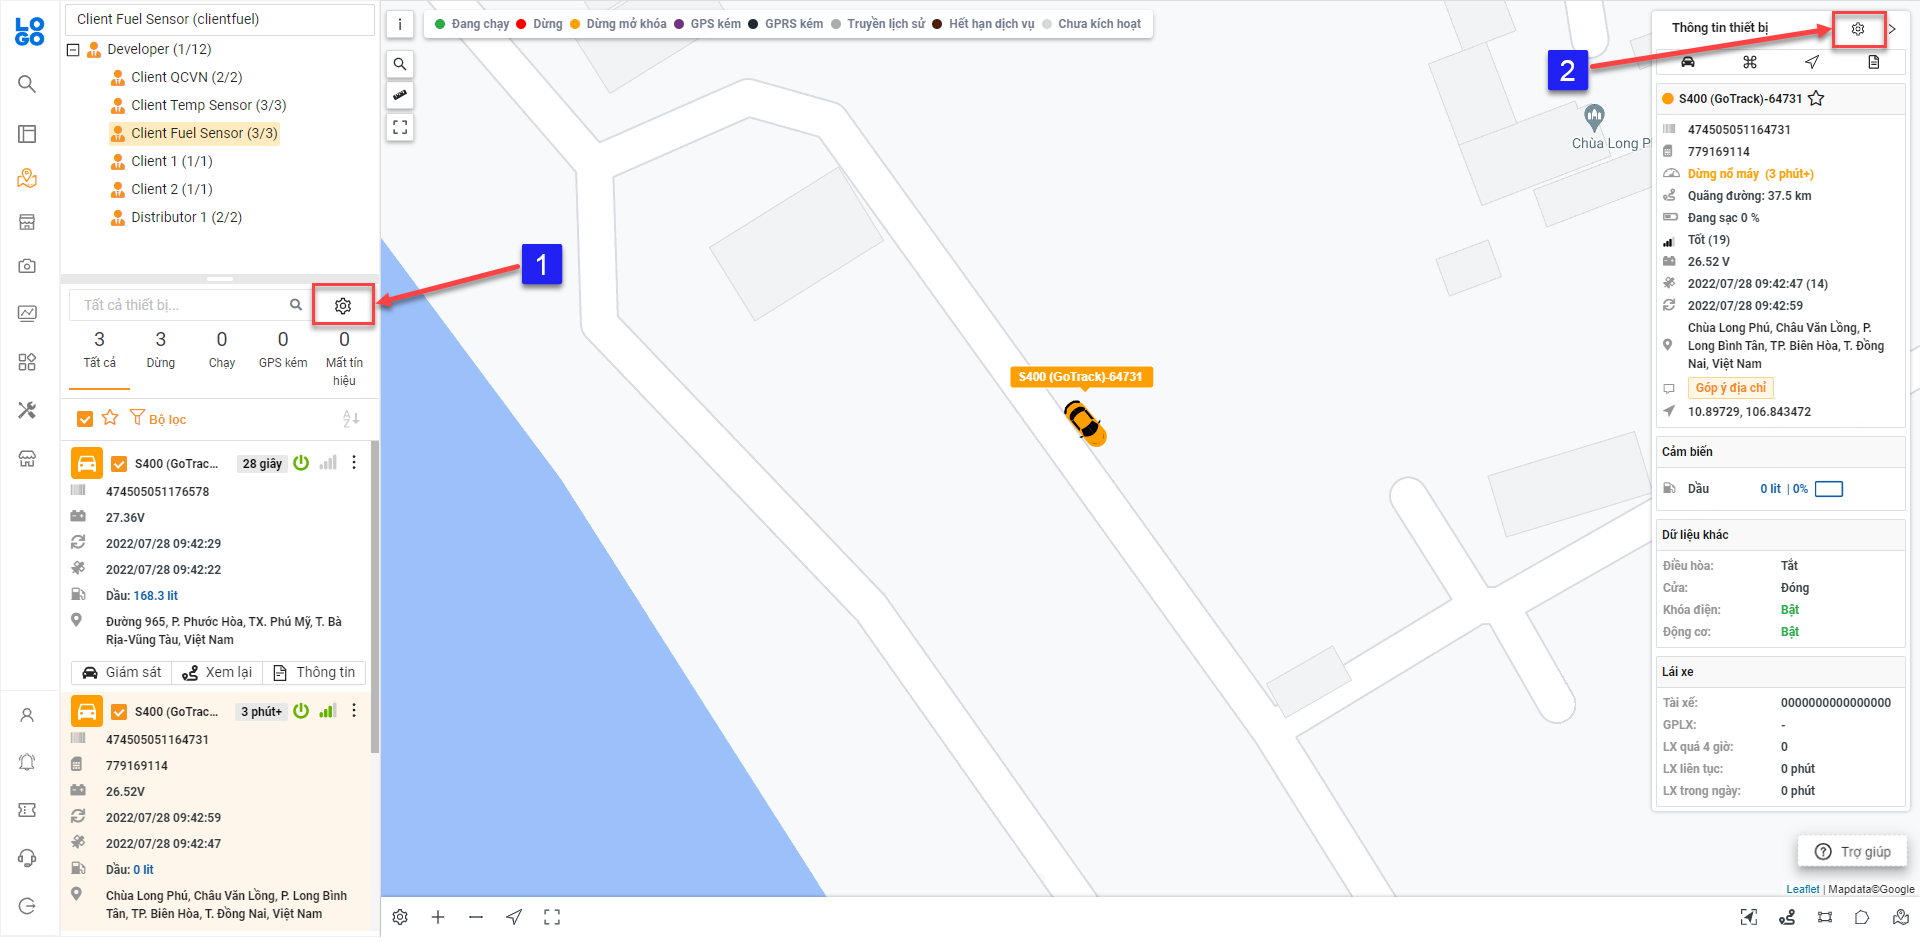 LO
GO
Client Fuel Sensor (clientfuel)
Developer (1/12)
Client QCVN (2/2)
Client Temp Sensor (3/3)
Client Fuel Sensor (3/3)
Client 1 (1/1)
Client 2 (1/1)
Distributor 1 (2/2)
Tất cả thiết bị...
3 3 0 0 0
Tất cả Dừng Chạy GPS kém Mất tín
hiệu
Bộ lọc
A
Z
S400 (GoTrac... 28 giây
474505051176578
27.36V
2022/07/28 09:42:29
2022/07/28 09:42:22
Dầu: 168.3 lit
Đường 965, P. Phước Hòa, TX. Phú Mỹ, T. Bà
Rịa-Vũng Tàu, Việt Nam
Giám sát Xem lại Thông tin
S400 (GoTrac... 3 phút+
474505051164731
779169114
26.52V
2022/07/28 09:42:59
2022/07/28 09:42:47
Dầu: 0 lit
Chùa Long Phú, Châu Văn Lồng, P. Long Bình
Tân, TP. Biên Hòa, T. Đồng Nai, Việt Nam
i
Đang chạy Dừng Dừng mở khóa GPS kém GPRS kém Truyền lịch sử Hết hạn dịch vụ Chưa kích hoạt
1
2
Chùa Long P
S400 (GoTrack)-64731
Thông tin thiết bị
S400 (GoTrack)-64731
474505051164731
779169114
Dừng nổ máy (3 phút+)
Quãng đường: 37.5 km
Đang sạc 0 %
Tốt (19)
26.52 V
2022/07/28 09:42:47 (14)
2022/07/28 09:42:59
Chùa Long Phú, Châu Văn Lồng, P.
Long Bình Tân, TP. Biên Hòa, T. Đồng
Nai, Việt Nam
Góp ý địa chỉ
10.89729, 106.843472
Cảm biến
Dầu 0 lit | 0%
Dữ liệu khác
Điều hòa: Tắt
Cửa: Đóng
Khóa điện: Bật
Động cơ: Bật
Lái xe
Tài xế: 0000000000000000
GPLX: -
LX quá 4 giờ: 0
LX liên tục: 0 phút
LX trong ngày: 0 phút
Trợ giúp
Leaflet | Mapdata©Google